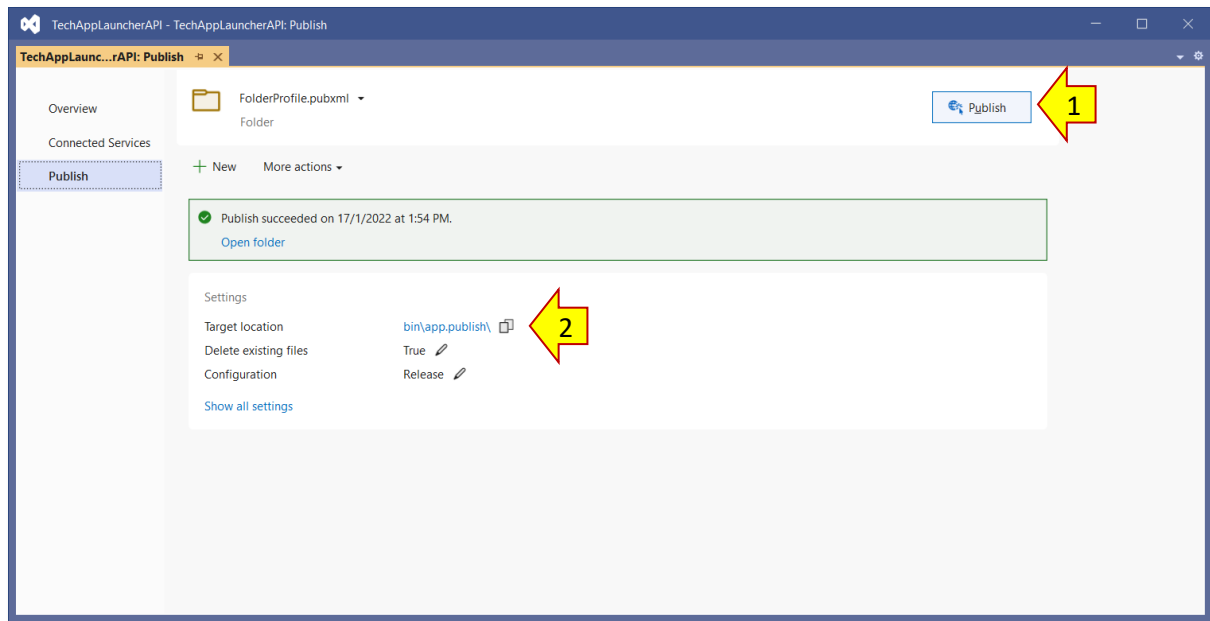 TechAppLauncherAPI - TechAppLauncherAPI: Publish
TechAppLaunc...rAPI: Publish
Overview
Connected Services
Publish
FolderProfile.pubxml
Folder
Publish
1
New
More actions
Publish succeeded on 17/1/2022 at 1:54 PM.
Open folder
Settings
Target location bin\app.publish\
2
Delete existing files True
Configuration Release
Show all settings